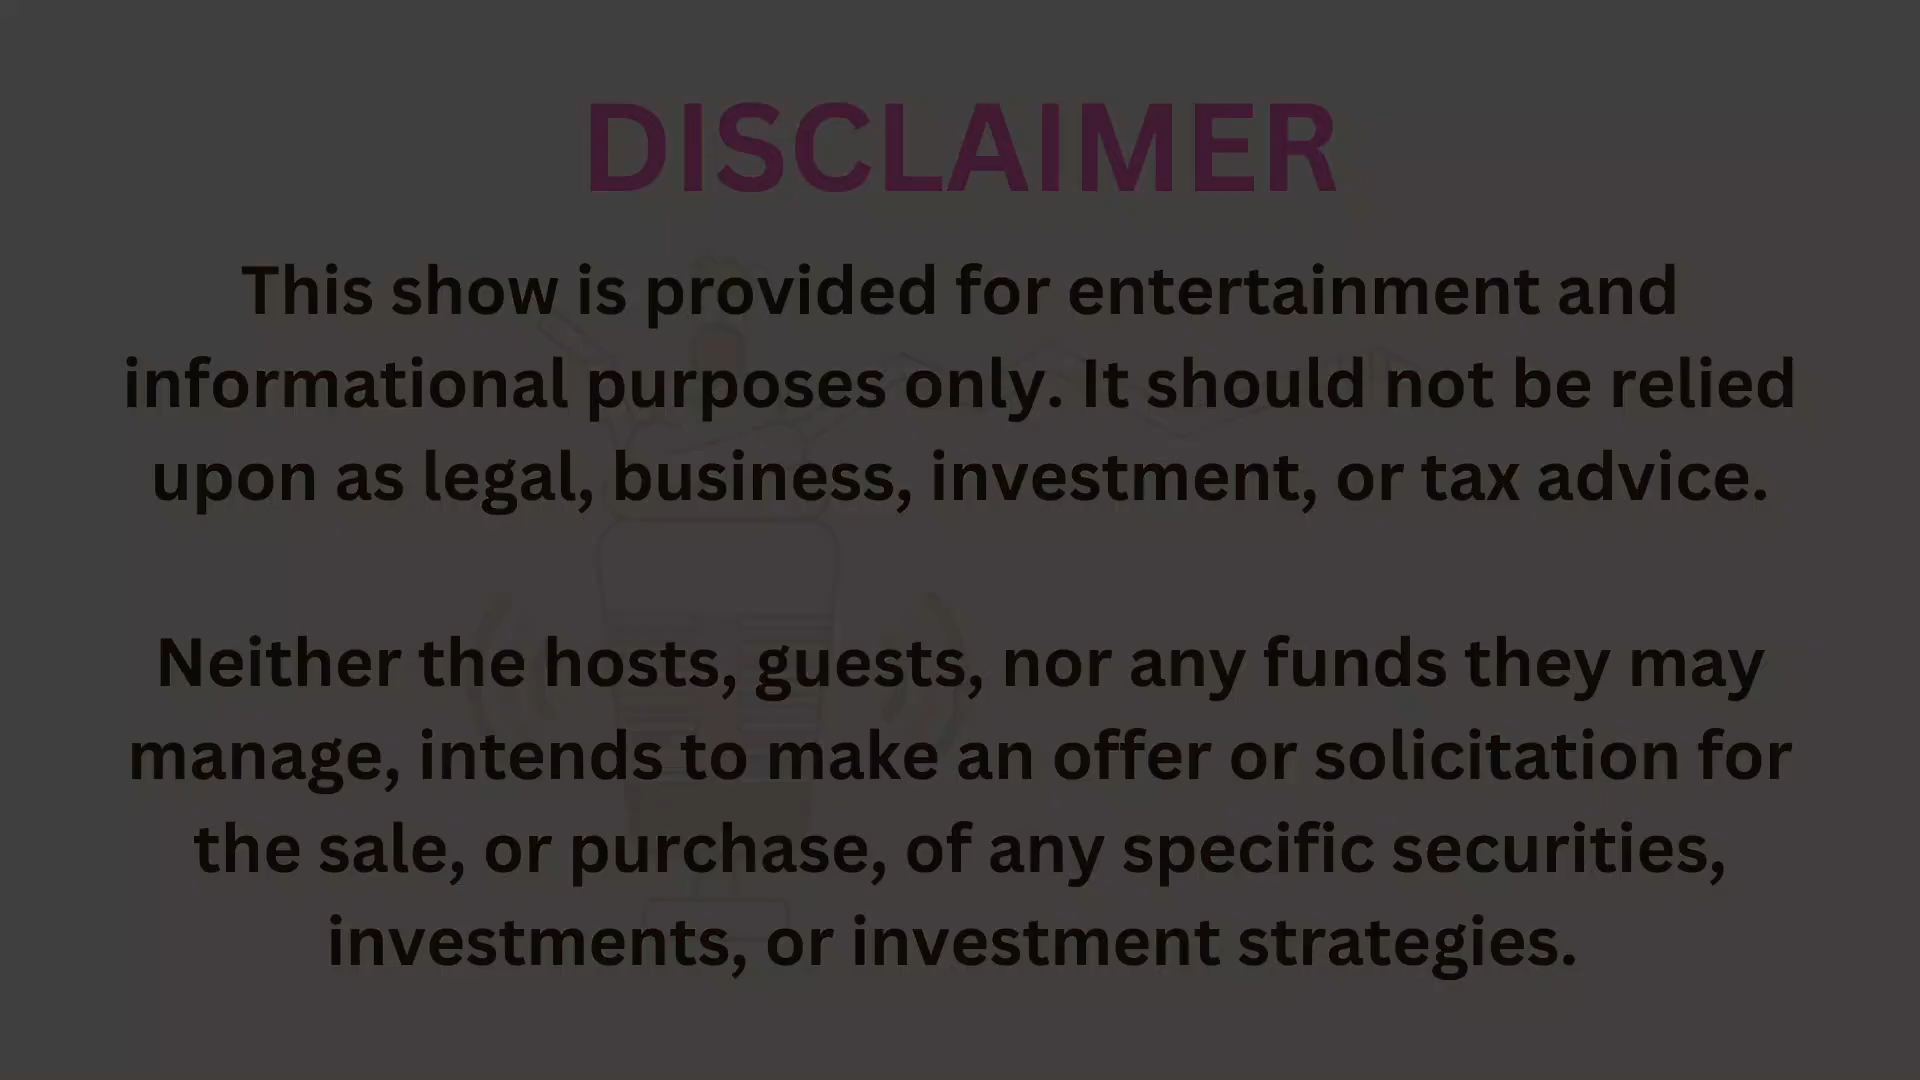 DISCLAIMER
This show is provided for entertainment and
informational purposes only. It should not be relied
upon as legal, business, investment, or tax advice.
Neither the hosts, guests, nor any funds they may
manage, intends to make an offer or solicitation for
the sale, or purchase, of any specific securities,
investments, or investment strategies.